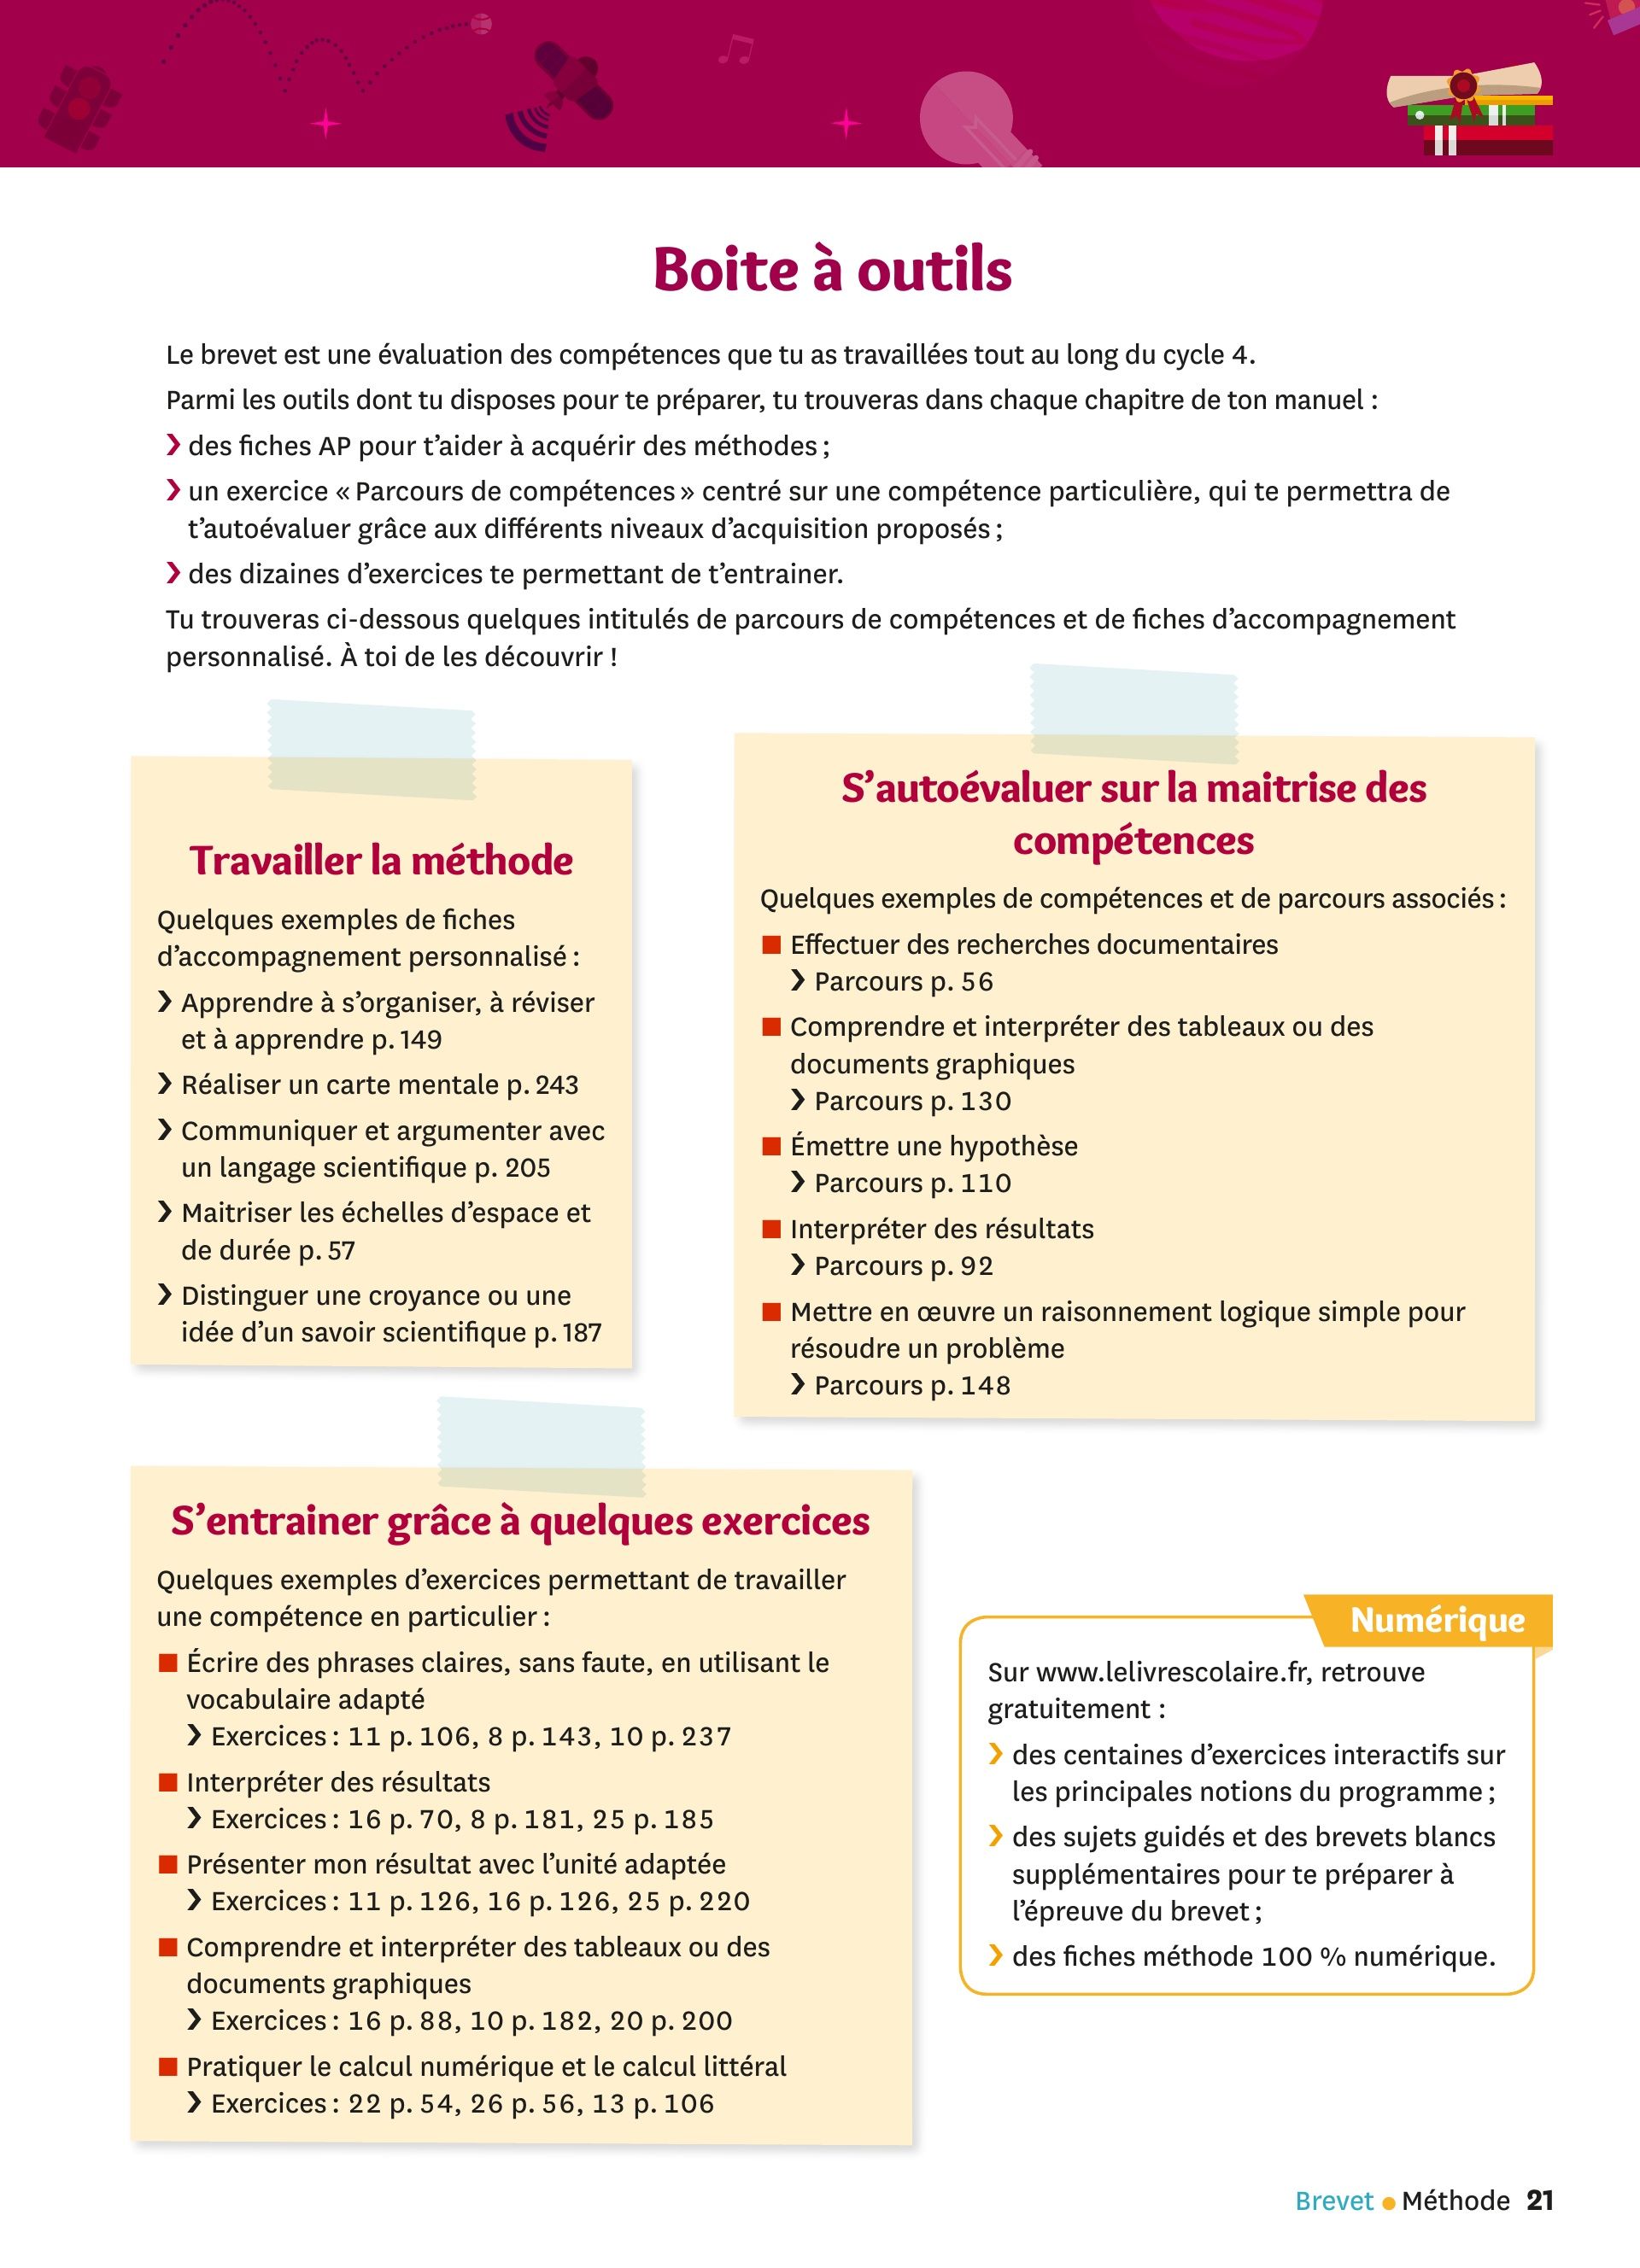 Boite à outils
Le brevet est une évaluation des compétences que tu as travaillées tout au long du cycle 4.
Parmi les outils dont tu disposes pour te préparer, tu trouveras dans chaque chapitre de ton manuel :
❯ des fiches AP pour t’aider à acquérir des méthodes ;
❯ un exercice « Parcours de compétences » centré sur une compétence particulière, qui te permettra de
t’autoévaluer grâce aux différents niveaux d’acquisition proposés ;
❯ des dizaines d’exercices te permettant de t’entrainer.
Tu trouveras ci-dessous quelques intitulés de parcours de compétences et de fiches d’accompagnement
personnalisé. À toi de les découvrir !
Travailler la méthode
Quelques exemples de fiches
d’accompagnement personnalisé :
❯ Apprendre à s’organiser, à réviser
et à apprendre p. 149
❯ Réaliser un carte mentale p. 243
❯ Communiquer et argumenter avec
un langage scientifique p. 205
❯ Maitriser les échelles d’espace et
de durée p. 57
❯ Distinguer une croyance ou une
idée d’un savoir scientifique p. 187
S’autoévaluer sur la maitrise des
compétences
Quelques exemples de compétences et de parcours associés :
■ Effectuer des recherches documentaires
❯ Parcours p. 56
■ Comprendre et interpréter des tableaux ou des
documents graphiques
❯ Parcours p. 130
■ Émettre une hypothèse
❯ Parcours p. 110
■ Interpréter des résultats
❯ Parcours p. 92
■ Mettre en œuvre un raisonnement logique simple pour
résoudre un problème
❯ Parcours p. 148
S’entrainer grâce à quelques exercices
Quelques exemples d’exercices permettant de travailler
une compétence en particulier :
■ Écrire des phrases claires, sans faute, en utilisant le
vocabulaire adapté
❯ Exercices : 11 p. 106, 8 p. 143, 10 p. 237
■ Interpréter des résultats
❯ Exercices : 16 p. 70, 8 p. 181, 25 p. 185
■ Présenter mon résultat avec l’unité adaptée
❯ Exercices : 11 p. 126, 16 p. 126, 25 p. 220
■ Comprendre et interpréter des tableaux ou des
documents graphiques
❯ Exercices : 16 p. 88, 10 p. 182, 20 p. 200
■ Pratiquer le calcul numérique et le calcul littéral
❯ Exercices : 22 p. 54, 26 p. 56, 13 p. 106
Numérique
Sur www.lelivrescolaire.fr, retrouve
gratuitement :
❯ des centaines d’exercices interactifs sur
les principales notions du programme ;
❯ des sujets guidés et des brevets blancs
supplémentaires pour te préparer à
l’épreuve du brevet ;
❯ des fiches méthode 100 % numérique.
Brevet ● Méthode 21